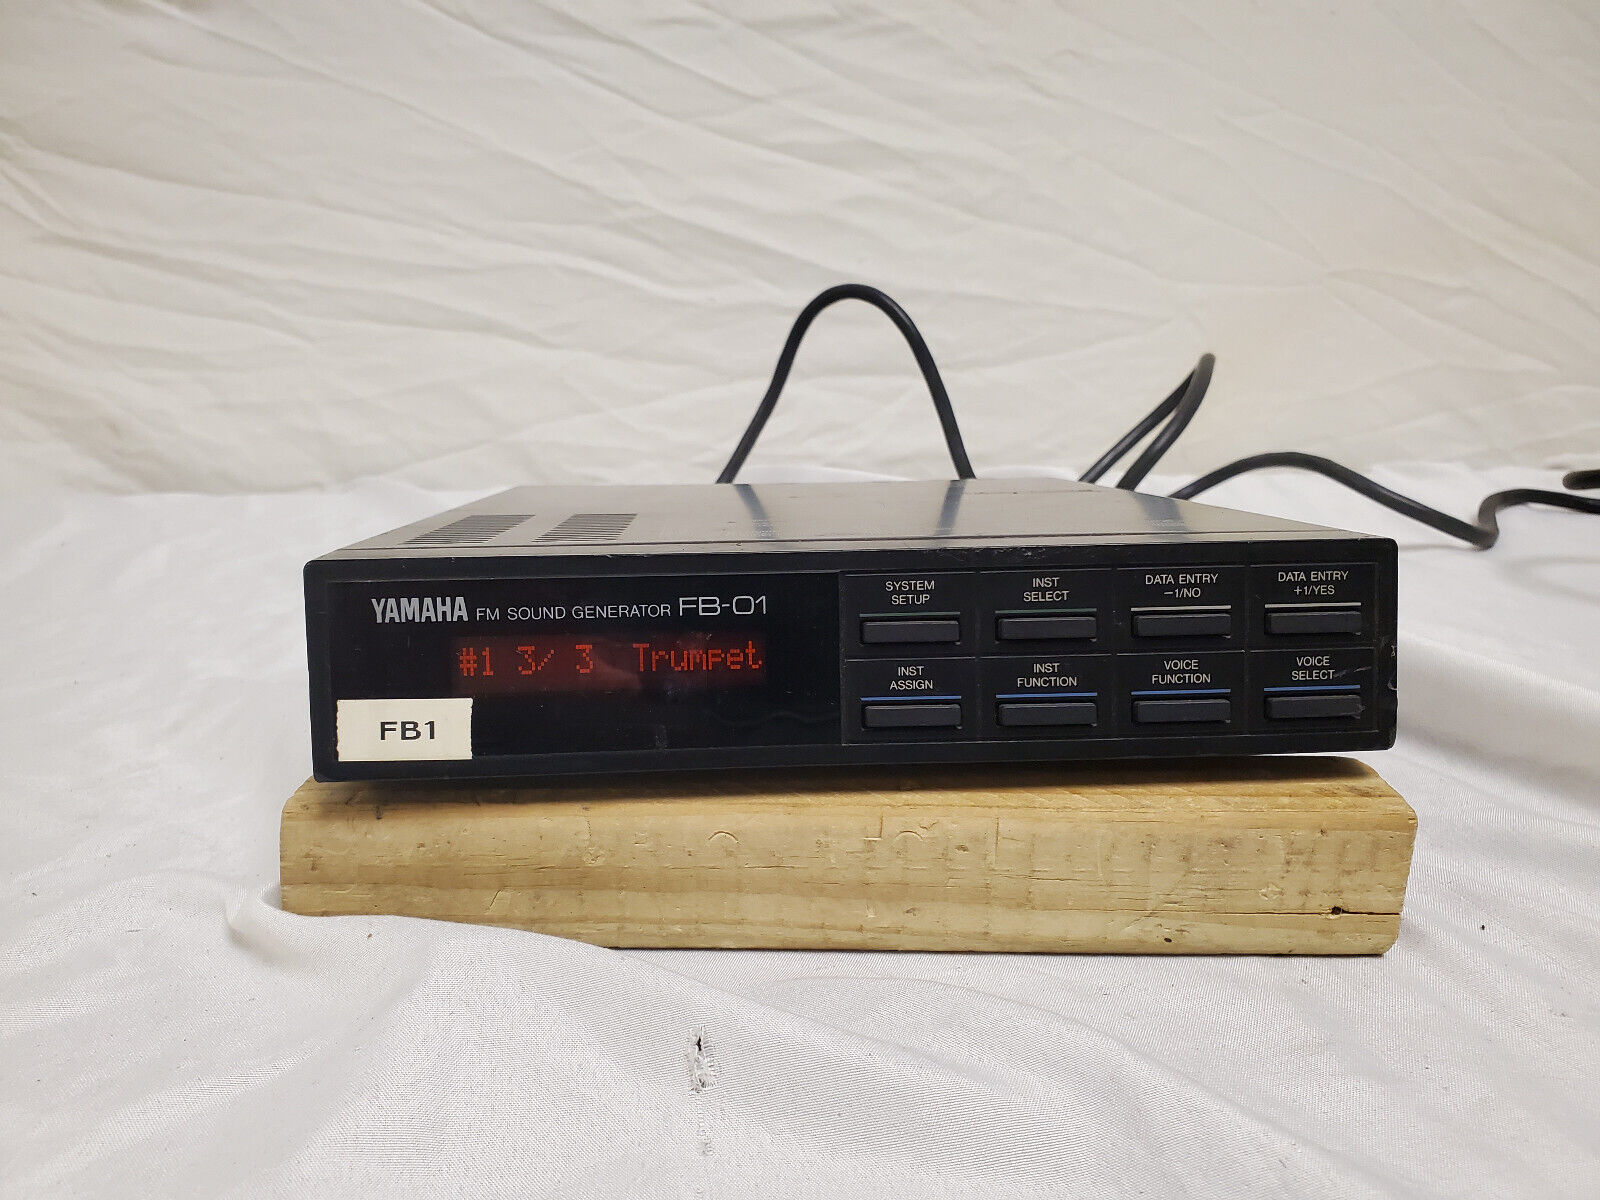 YAMAHA FM SOUND GENERATOR FB-01
#1 3/ 3 Trumpet
FB1
SYSTEM
SETUP
INST
SELECT
DATA ENTRY
−1/NO
DATA ENTRY
+1/YES
INST
ASSIGN
INST
FUNCTION
VOICE
FUNCTION
VOICE
SELECT